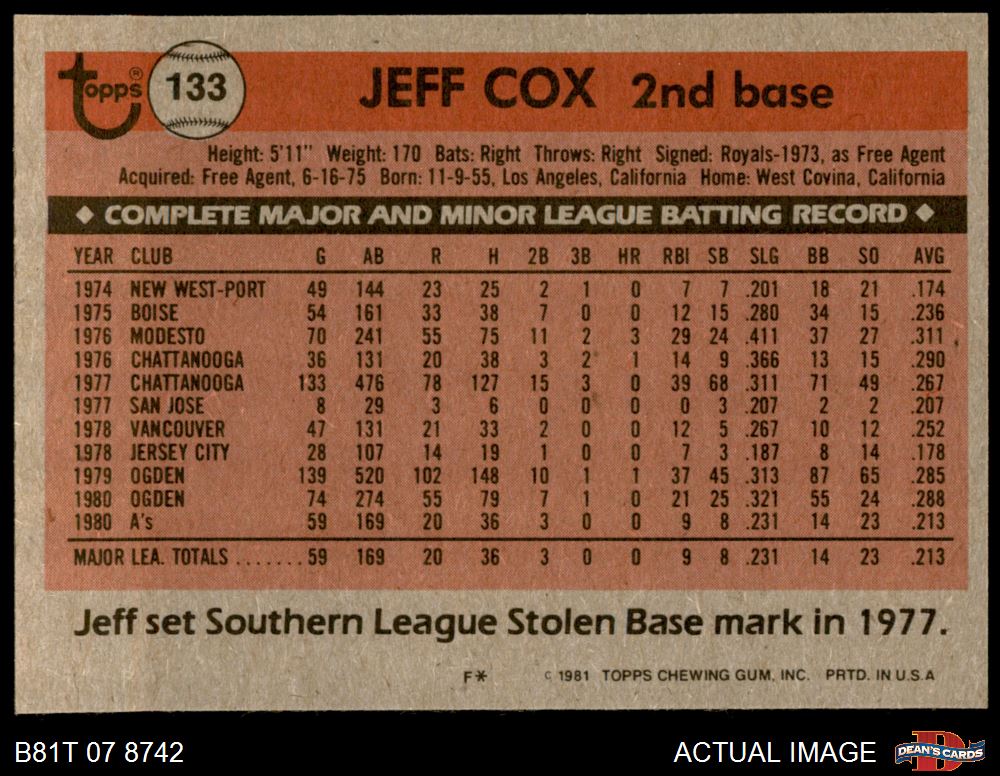 Topps® 133 JEFF COX 2nd base
Height: 5'11" Weight: 170 Bats: Right Throws: Right Signed: Royals-1973, as Free Agent
Acquired: Free Agent, 6-16-75 Born: 11-9-55, Los Angeles, California Home: West Covina, California
◆ COMPLETE MAJOR AND MINOR LEAGUE BATTING RECORD ◆
YEAR CLUB G AB R H 2B 3B HR RBI SB SLG BB SO AVG
1974 NEW WEST-PORT 49 144 23 25 2 1 0 7 7 .201 18 21 .174
1975 BOISE 54 161 33 38 7 0 0 12 15 .280 34 15 .236
1976 MODESTO 70 241 55 75 11 2 3 29 24 .411 37 27 .311
1976 CHATTANOOGA 36 131 20 38 3 2 1 14 9 .366 13 15 .290
1977 CHATTANOOGA 133 476 78 127 15 3 0 39 68 .311 71 49 .267
1977 SAN JOSE 8 29 3 6 0 0 0 0 3 .207 2 2 .207
1978 VANCOUVER 47 131 21 33 2 0 0 12 5 .267 10 12 .252
1978 JERSEY CITY 28 107 14 19 1 0 0 7 3 .187 8 14 .178
1979 OGDEN 139 520 102 148 10 1 1 37 45 .313 87 65 .285
1980 OGDEN 74 274 55 79 7 1 0 21 25 .321 55 24 .288
1980 A's 59 169 20 36 3 0 0 9 8 .231 14 23 .213
MAJOR LEA. TOTALS .......59 169 20 36 3 0 0 9 8 .231 14 23 .213
Jeff set Southern League Stolen Base mark in 1977.
F* © 1981 TOPPS CHEWING GUM, INC. PRTD. IN U.S.A
B81T 07 8742 ACTUAL IMAGE DEAN'S CARDS